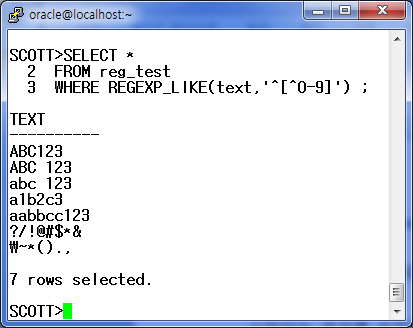 oracle@localhost:~
SCOTT>SELECT *
2 FROM reg_test
3 WHERE REGEXP_LIKE(text,'^[^0-9]') ;
TEXT
----------
ABC123
ABC 123
abc 123
a1b2c3
aabbcc123
?/!@#$*&
₩~*().,
7 rows selected.
SCOTT>